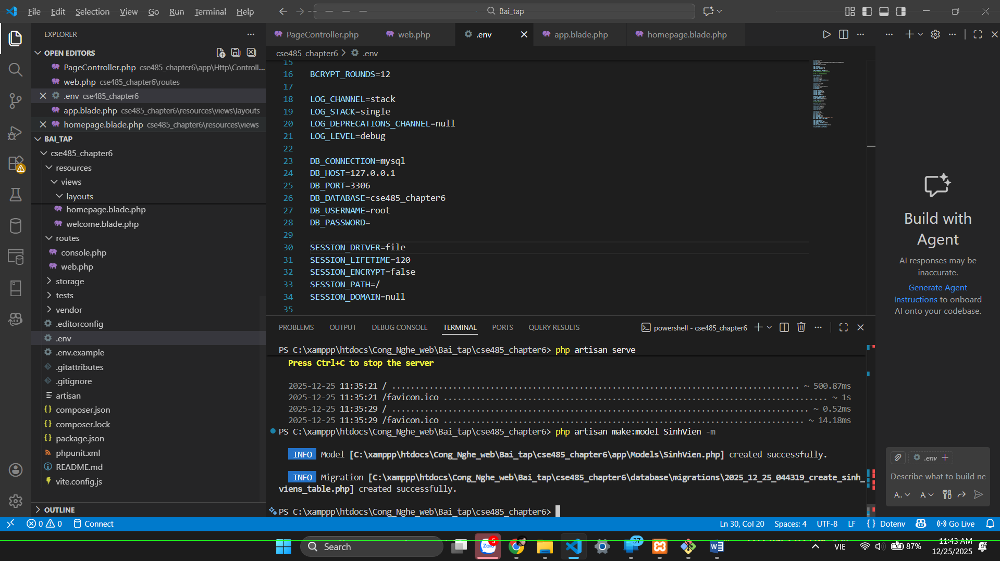 File Edit Selection View Go Run Terminal Help
Bai_tap
EXPLORER
OPEN EDITORS
PageController.php cse485_chapter6\app\Http\Controll...
web.php cse485_chapter6\routes
.env cse485_chapter6
app.blade.php cse485_chapter6\resources\views\layouts
homepage.blade.php cse485_chapter6\resources\views
BAI_TAP
cse485_chapter6
resources
views
layouts
homepage.blade.php
welcome.blade.php
routes
console.php
web.php
storage
tests
vendor
.editorconfig
.env
.env.example
.gitattributes
.gitignore
artisan
composer.json
composer.lock
package.json
phpunit.xml
README.md
vite.config.js
OUTLINE
PageController.php web.php .env app.blade.php homepage.blade.php
cse485_chapter6 > .env
15
16 BCRYPT_ROUNDS=12
17
18 LOG_CHANNEL=stack
19 LOG_STACK=single
20 LOG_DEPRECATIONS_CHANNEL=null
21 LOG_LEVEL=debug
22
23 DB_CONNECTION=mysql
24 DB_HOST=127.0.0.1
25 DB_PORT=3306
26 DB_DATABASE=cse485_chapter6
27 DB_USERNAME=root
28 DB_PASSWORD=
29
30 SESSION_DRIVER=file
31 SESSION_LIFETIME=120
32 SESSION_ENCRYPT=false
33 SESSION_PATH=/
34 SESSION_DOMAIN=null
35
PROBLEMS OUTPUT DEBUG CONSOLE TERMINAL PORTS QUERY RESULTS
powershell - cse485_chapter6
PS C:\xamppp\htdocs\Cong_Nghe_web\Bai_tap\cse485_chapter6> php artisan serve
Press Ctrl+C to stop the server
2025-12-25 11:35:21 / ........ ~ 500.87ms
2025-12-25 11:35:21 /favicon.ico ........ ~ 1s
2025-12-25 11:35:29 / ........ ~ 0.52ms
2025-12-25 11:35:29 /favicon.ico ........ ~ 14.18ms
PS C:\xamppp\htdocs\Cong_Nghe_web\Bai_tap\cse485_chapter6> php artisan make:model SinhVien -m
INFO Model [C:\xamppp\htdocs\Cong_Nghe_web\Bai_tap\cse485_chapter6\app\Models\SinhVien.php] created successfully.
INFO Migration [C:\xamppp\htdocs\Cong_Nghe_web\Bai_tap\cse485_chapter6\database\migrations\2025_12_25_044319_create_sinh_
viens_table.php] created successfully.
PS C:\xamppp\htdocs\Cong_Nghe_web\Bai_tap\cse485_chapter6>
Build with
Agent
AI responses may be
inaccurate.
Generate Agent
Instructions to onboard
AI onto your codebase.
.env
Describe what to build ne
A.. A.
0 0 Connect
Ln 30, Col 20 Spaces: 4 UTF-8 LF {} Dotenv Go Live
Search
Zalo 5
37
VIE
87%
11:43 AM
12/25/2025